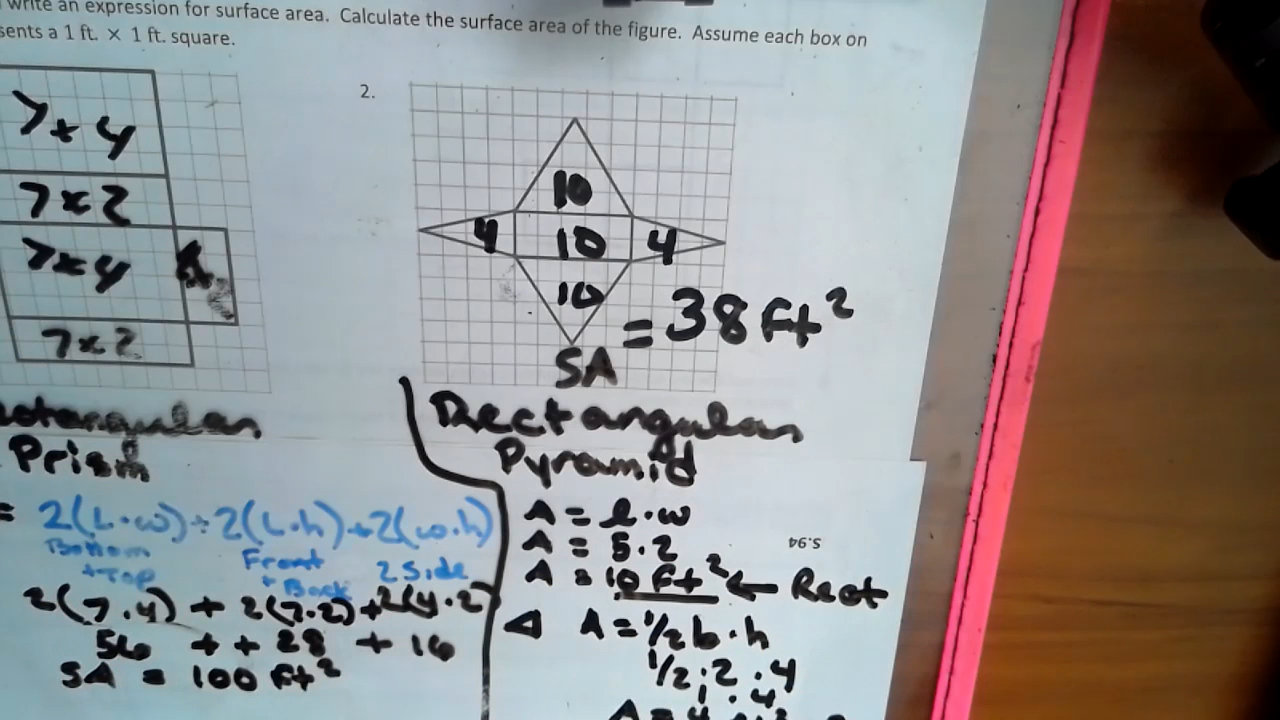 write an expression for surface area. Calculate the surface area of the figure. Assume each box on
sents a 1 ft. × 1 ft. square.
7 × 4
7 × 2
7 × 4
7 × 2
2.
10
4 10 4
10
SA = 38 ft²
Prism
= 2(L·w) + 2(L·h) + 2(w·h)
Bottom + Top
Front + Back
2 Side
2(7.4) + 2(7.2) + 2(4.2)
56 + + 28 + 16
SA = 100 ft²
Rectangular
Pyramid
A = l·w
A = 5.2
A = 10 ft² ← Rect
5.94
A = 1/2 b·h
1/2 · 2 · 4
1 · 4